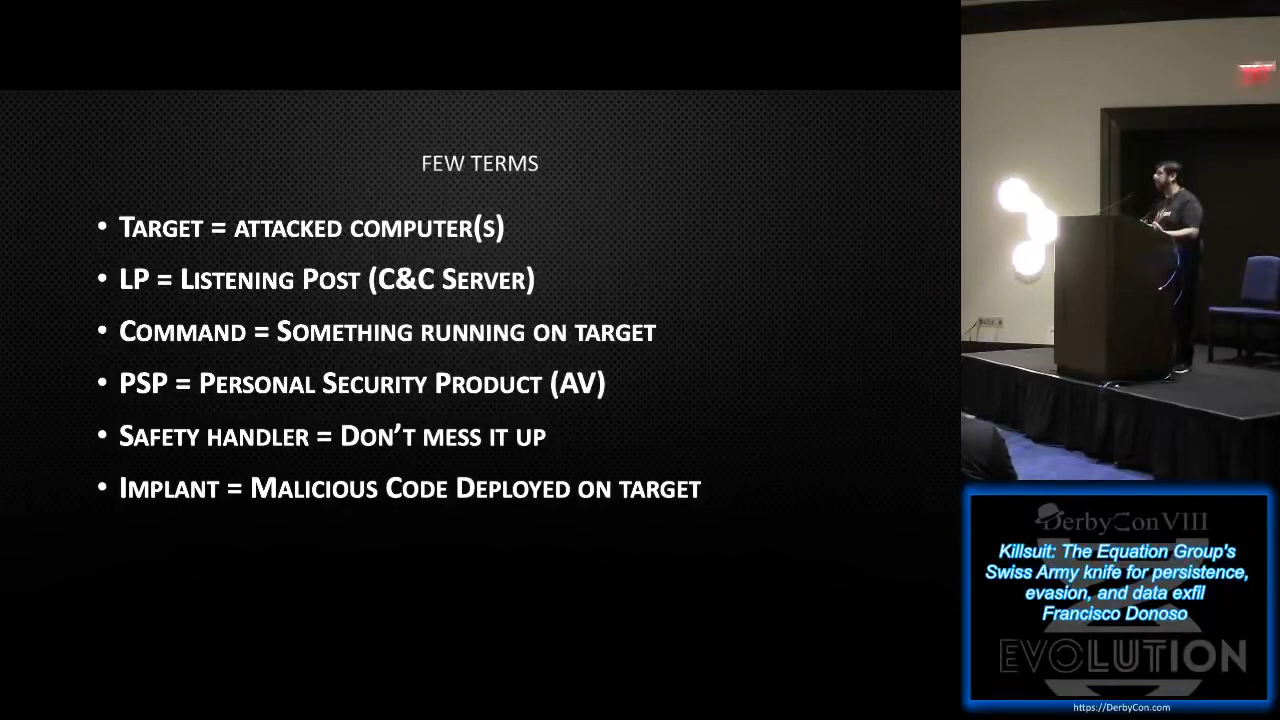 FEW TERMS
• TARGET = ATTACKED COMPUTER(S)
• LP = LISTENING POST (C&C SERVER)
• COMMAND = SOMETHING RUNNING ON TARGET
• PSP = PERSONAL SECURITY PRODUCT (AV)
• SAFETY HANDLER = DON'T MESS IT UP
• IMPLANT = MALICIOUS CODE DEPLOYED ON TARGET
DerbyCon VIII
Killsuit: The Equation Group's
Swiss Army knife for persistence,
evasion, and data exfil
Francisco Donoso
EVOLUTION
https://DerbyCon.com